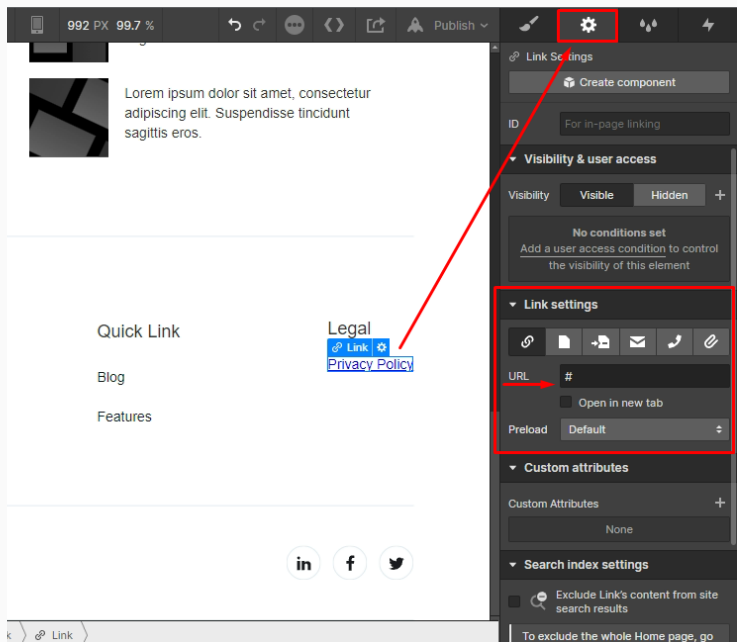 992 PX 99.7 %
Publish
Link Settings
Create component
ID
For in-page linking
Visibility & user access
Visibility
Visible
Hidden
No conditions set
Add a user access condition to control
the visibility of this element
Link settings
URL
#
Open in new tab
Preload
Default
Custom attributes
Custom Attributes
None
Search index settings
Exclude Link's content from site
search results
To exclude the whole Home page, go
Lorem ipsum dolor sit amet, consectetur
adipiscing elit. Suspendisse tincidunt
sagittis eros.
Quick Link
Blog
Features
Legal
Link
Privacy Policy
in f
k
Link